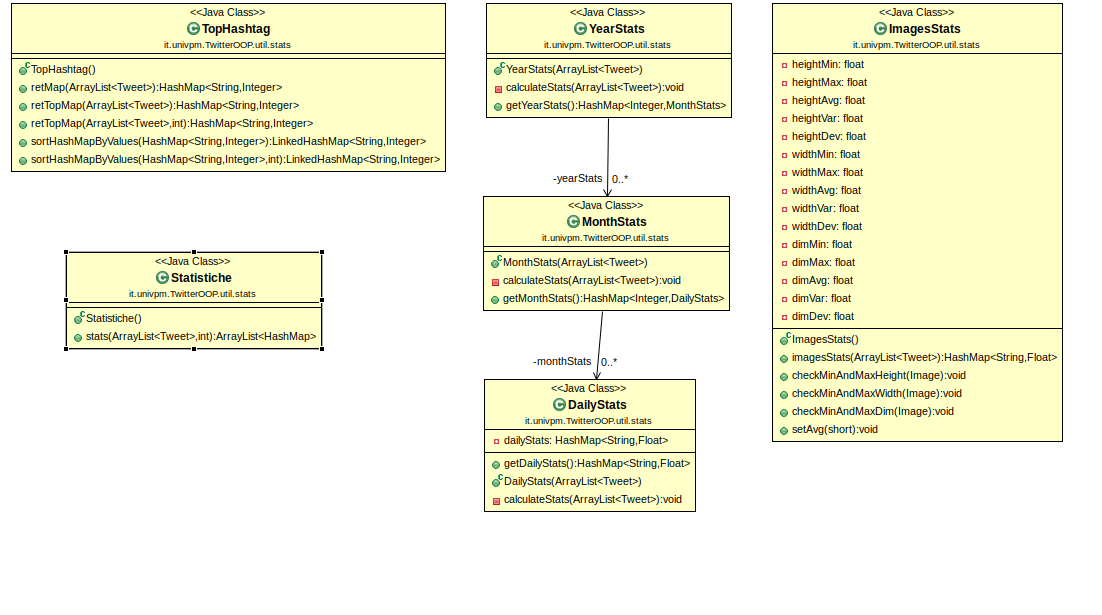 <<Java Class>>
TopHashtag
it.univpm.TwitterOOP.util.stats
TopHashtag()
retMap(ArrayList<Tweet>):HashMap<String,Integer>
retTopMap(ArrayList<Tweet>):HashMap<String,Integer>
retTopMap(ArrayList<Tweet>,int):HashMap<String,Integer>
sortHashMapByValues(HashMap<String,Integer>):LinkedHashMap<String,Integer>
sortHashMapByValues(HashMap<String,Integer>,int):LinkedHashMap<String,Integer>
<<Java Class>>
Statistiche
it.univpm.TwitterOOP.util.stats
Statistiche()
stats(ArrayList<Tweet>,int):ArrayList<HashMap>
<<Java Class>>
YearStats
it.univpm.TwitterOOP.util.stats
YearStats(ArrayList<Tweet>)
calculateStats(ArrayList<Tweet>):void
getYearStats():HashMap<Integer,MonthStats>
-yearStats 0..*
<<Java Class>>
MonthStats
it.univpm.TwitterOOP.util.stats
MonthStats(ArrayList<Tweet>)
calculateStats(ArrayList<Tweet>):void
getMonthStats():HashMap<Integer,DailyStats>
-monthStats 0..*
<<Java Class>>
DailyStats
it.univpm.TwitterOOP.util.stats
dailyStats: HashMap<String,Float>
getDailyStats():HashMap<String,Float>
DailyStats(ArrayList<Tweet>)
calculateStats(ArrayList<Tweet>):void
<<Java Class>>
ImagesStats
it.univpm.TwitterOOP.util.stats
heightMin: float
heightMax: float
heightAvg: float
heightVar: float
heightDev: float
widthMin: float
widthMax: float
widthAvg: float
widthVar: float
widthDev: float
dimMin: float
dimMax: float
dimAvg: float
dimVar: float
dimDev: float
ImagesStats()
imagesStats(ArrayList<Tweet>):HashMap<String,Float>
checkMinAndMaxHeight(Image):void
checkMinAndMaxWidth(Image):void
checkMinAndMaxDim(Image):void
setAvg(short):void